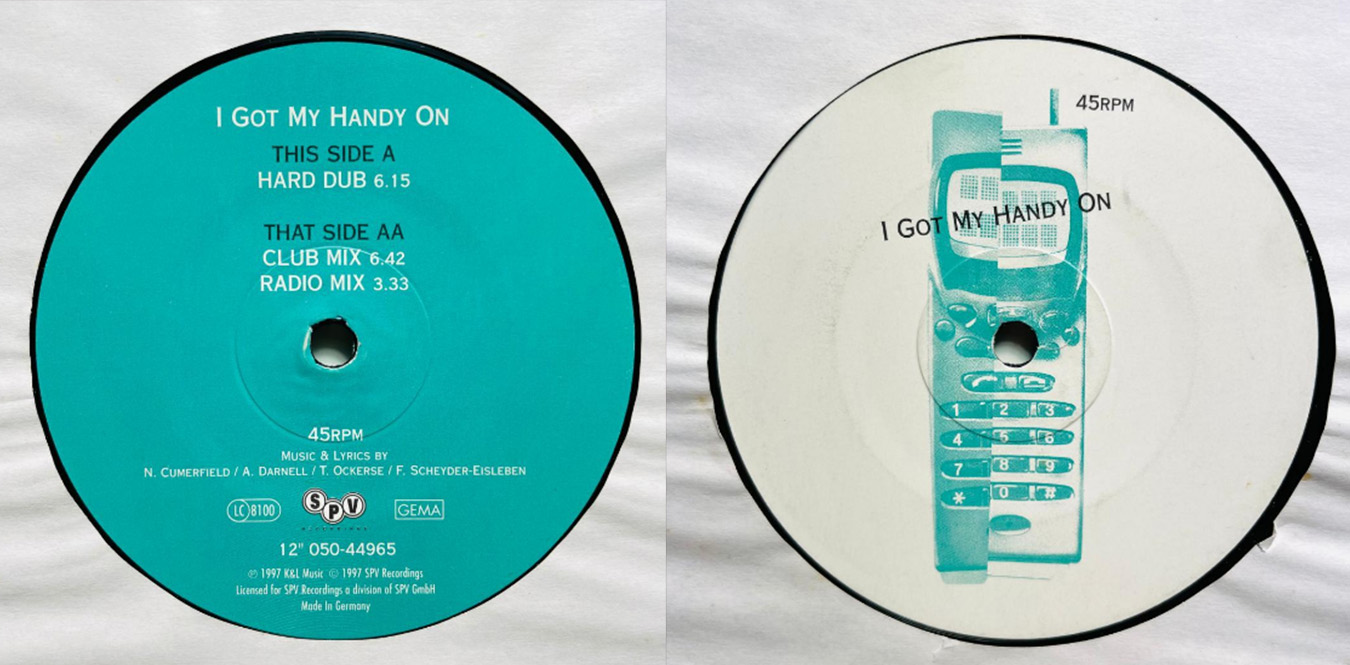 I GOT MY HANDY ON
THIS SIDE A
HARD DUB 6.15
THAT SIDE AA
CLUB MIX 6.42
RADIO MIX 3.33
45RPM
MUSIC & LYRICS BY
N. CUMERFIELD / A. DARNELL / T. OCKERSE / F. SCHEYDER-EISLEBEN
LC 8100
SPV
GEMA
12" 050-44965
℗ 1997 K&L Music © 1997 SPV Recordings
Licensed for SPV Recordings a division of SPV GmbH
Made In Germany
45RPM
I GOT MY HANDY ON
1 2 3
4 5 6
7 8 9
* 0 #